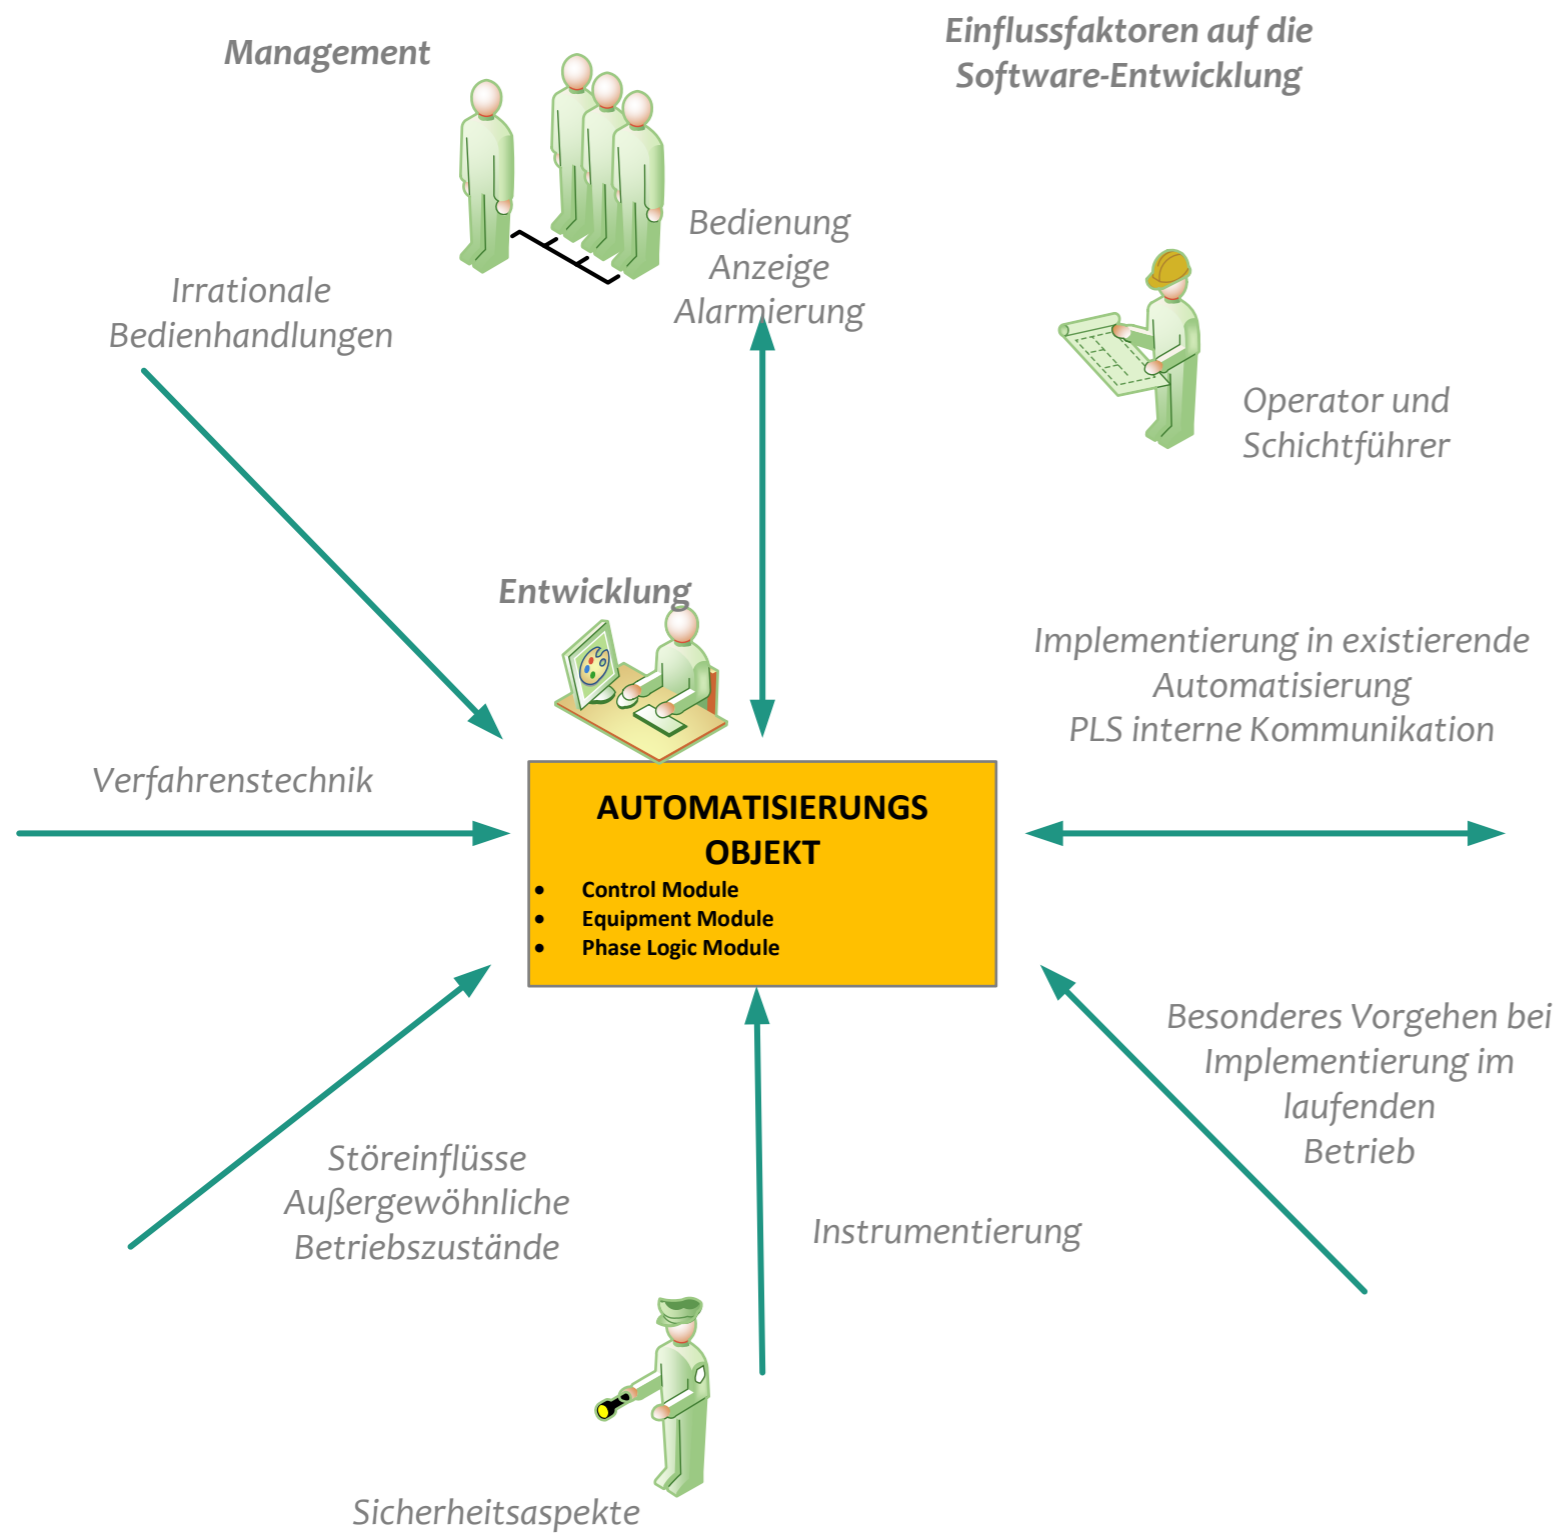 Management
Einflussfaktoren auf die
Software-Entwicklung
Bedienung
Anzeige
Alarmierung
Irrationale
Bedienhandlungen
Operator und
Schichtführer
Entwicklung
Implementierung in existierende
Automatisierung
PLS interne Kommunikation
Verfahrenstechnik
AUTOMATISIERUNGS
OBJEKT
• Control Module
• Equipment Module
• Phase Logic Module
Besonderes Vorgehen bei
Implementierung im
laufenden
Betrieb
Störeinflüsse
Außergewöhnliche
Betriebszustände
Instrumentierung
Sicherheitsaspekte